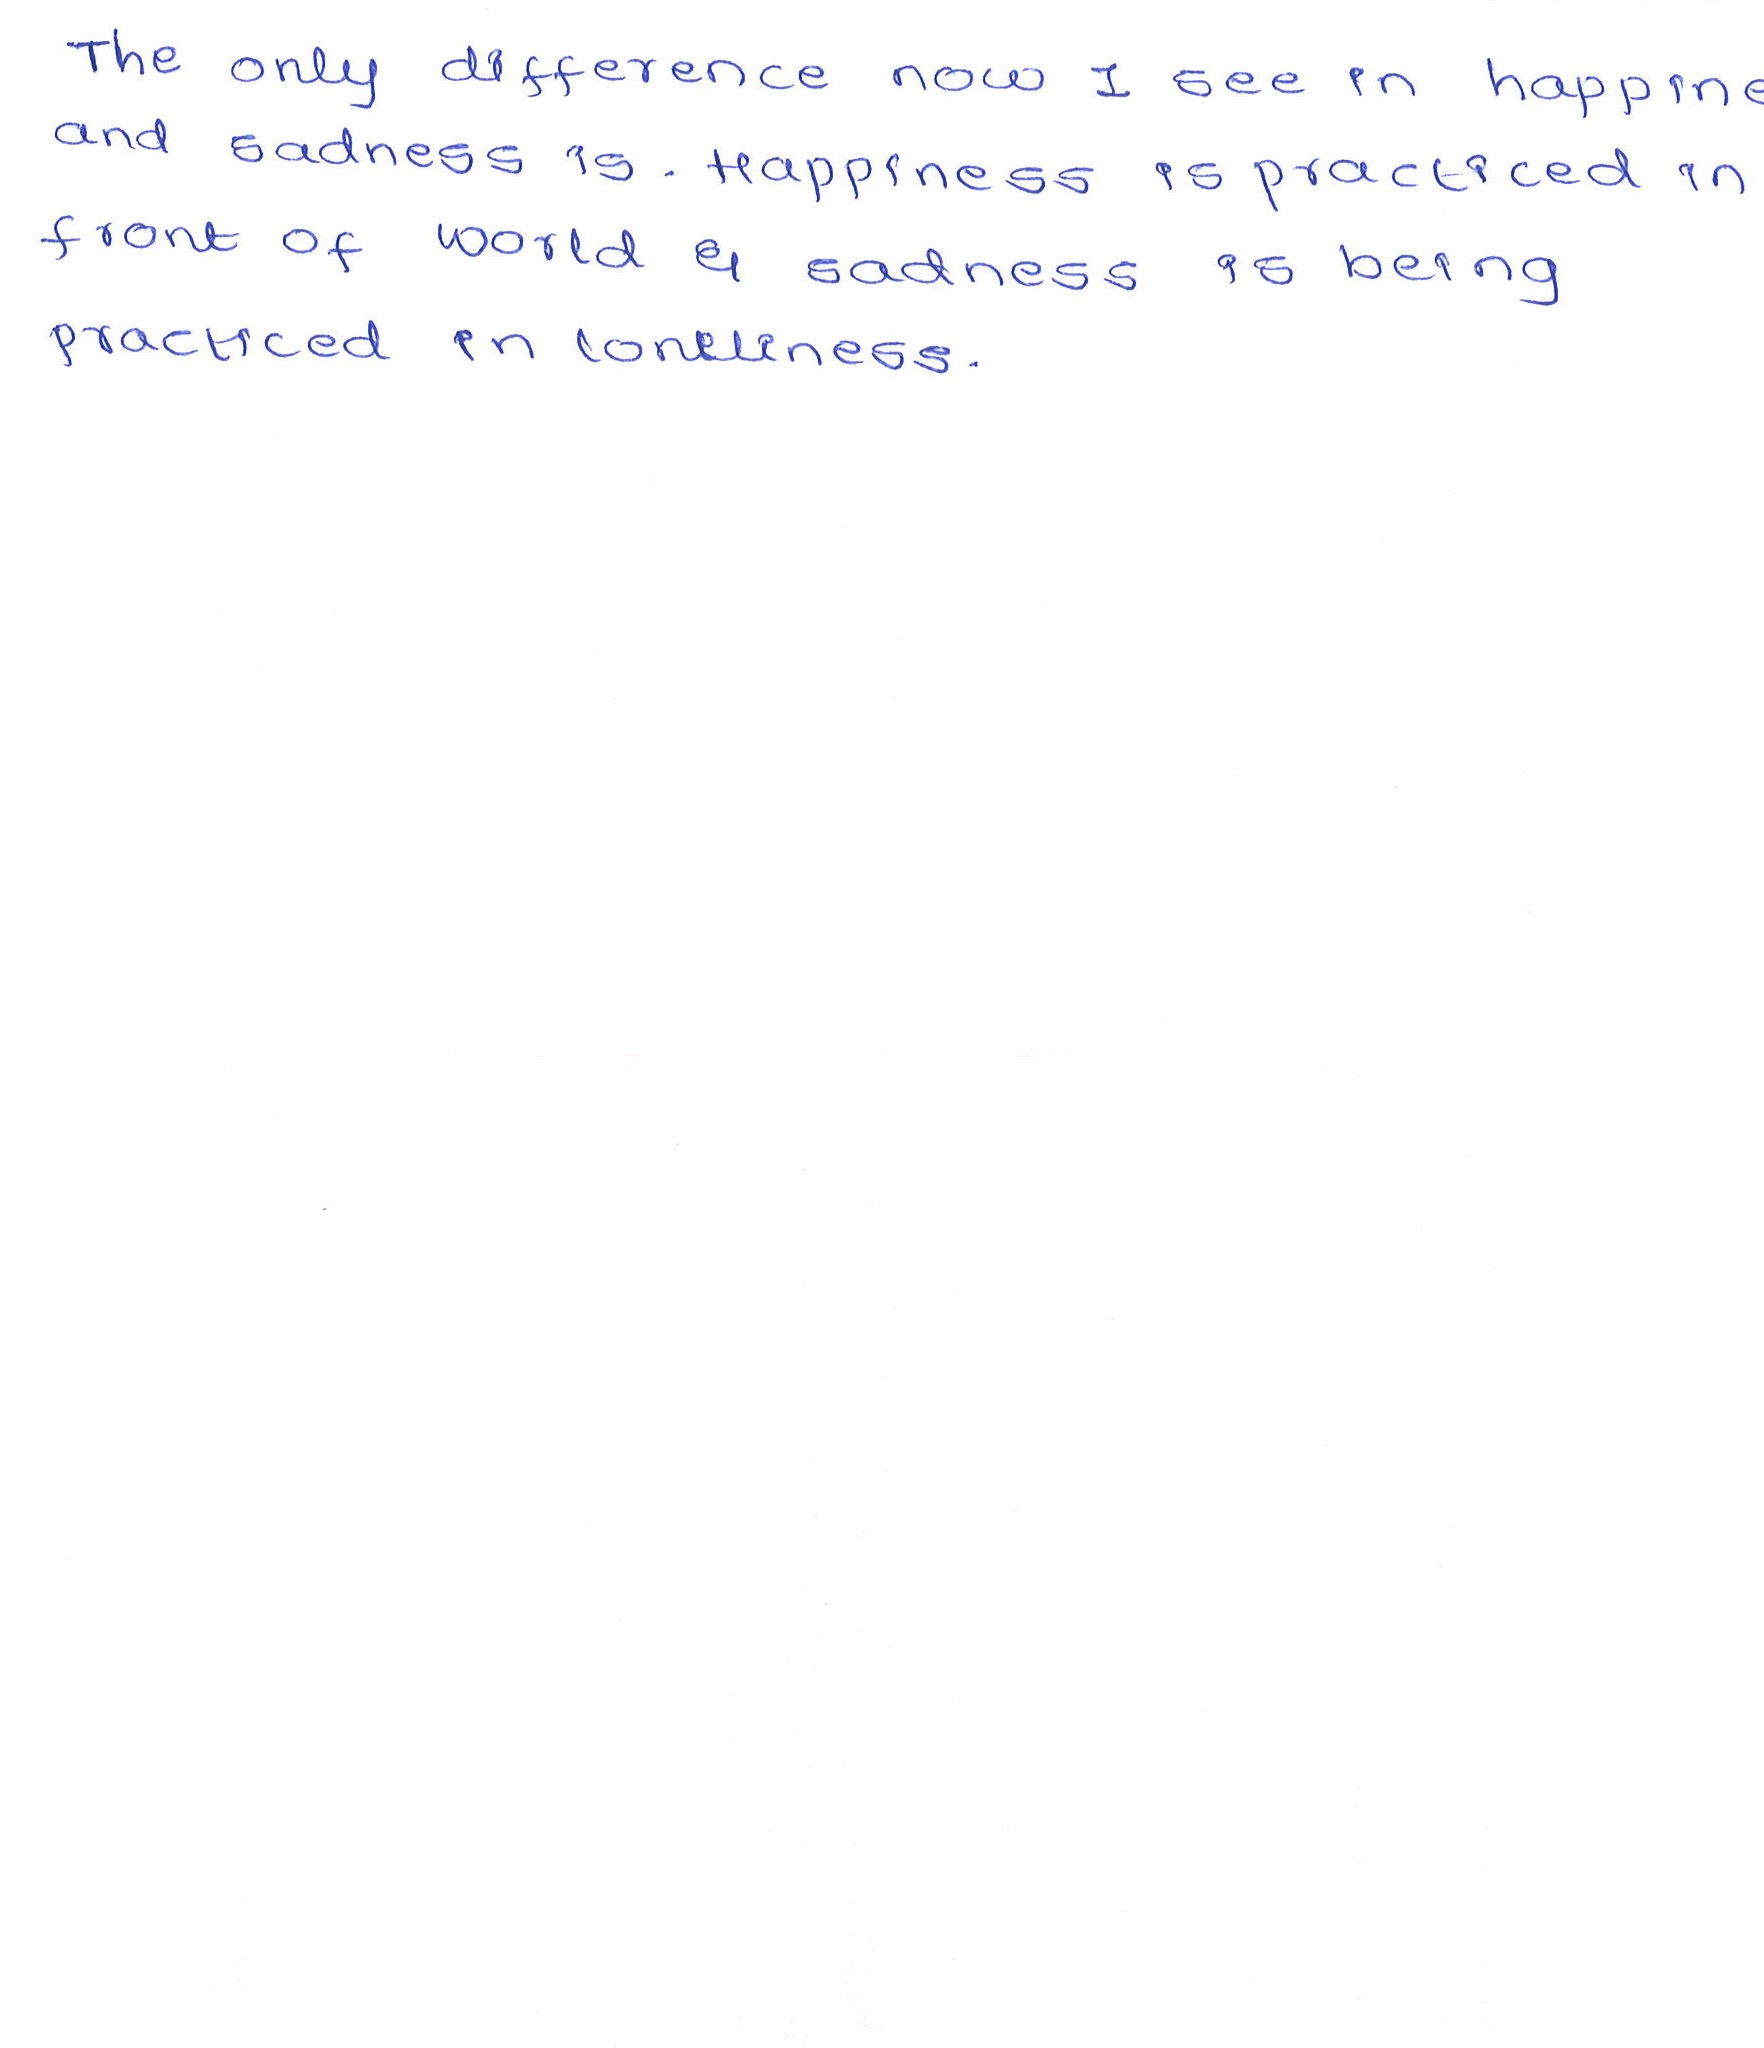 The only difference now I see in happine
and sadness is. Happiness is practiced in
front of world & sadness is being
practiced in loneliness.